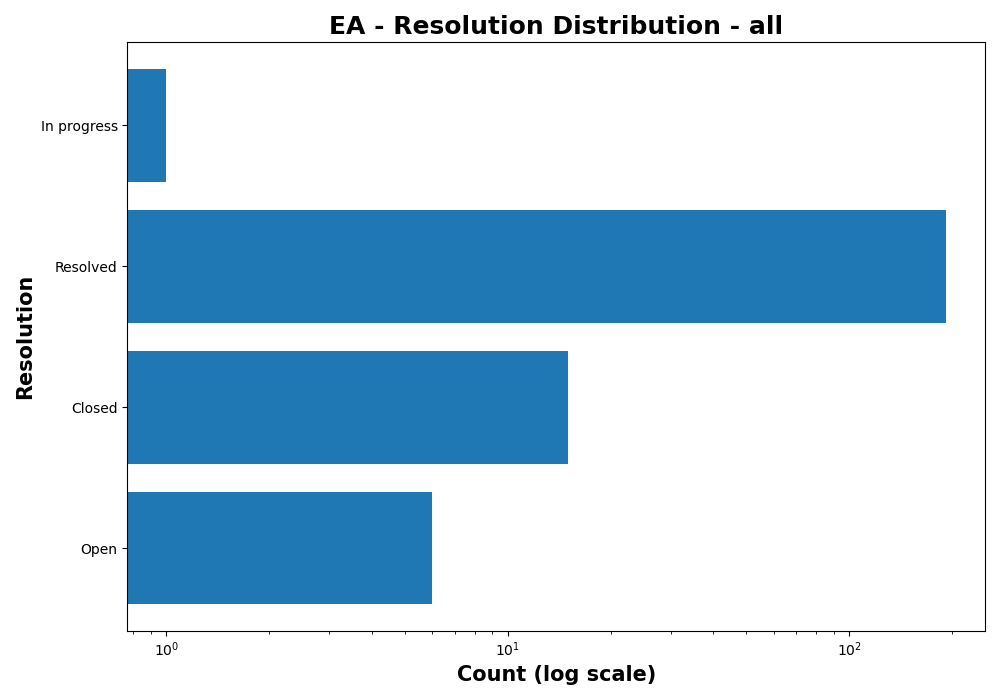 EA - Resolution Distribution - all
In progress
Resolved
Closed
Open
Resolution
10⁰
10¹
10²
Count (log scale)